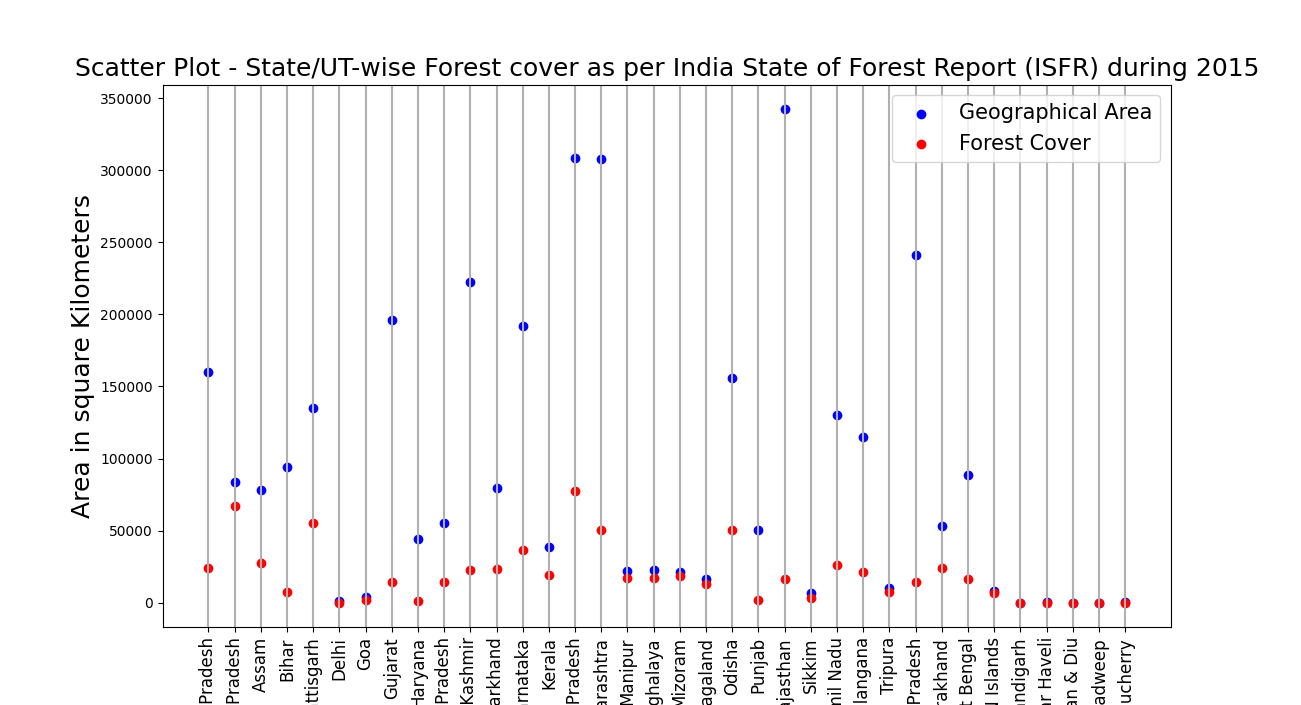 Scatter Plot - State/UT-wise Forest cover as per India State of Forest Report (ISFR) during 2015
Geographical Area
Forest Cover
Area in square Kilometers
350000
300000
250000
200000
150000
100000
50000
0
Pradesh
Pradesh
Assam
Bihar
ttisgarh
Delhi
Goa
Gujarat
Haryana
Pradesh
Kashmir
arkhand
rnataka
Kerala
Pradesh
arashtra
Manipur
ghalaya
Mizoram
agaland
Odisha
Punjab
jasthan
Sikkim
nil Nadu
langana
Tripura
Pradesh
rakhand
t Bengal
Islands
ndigarh
ar Haveli
an & Diu
adweep
ucherry